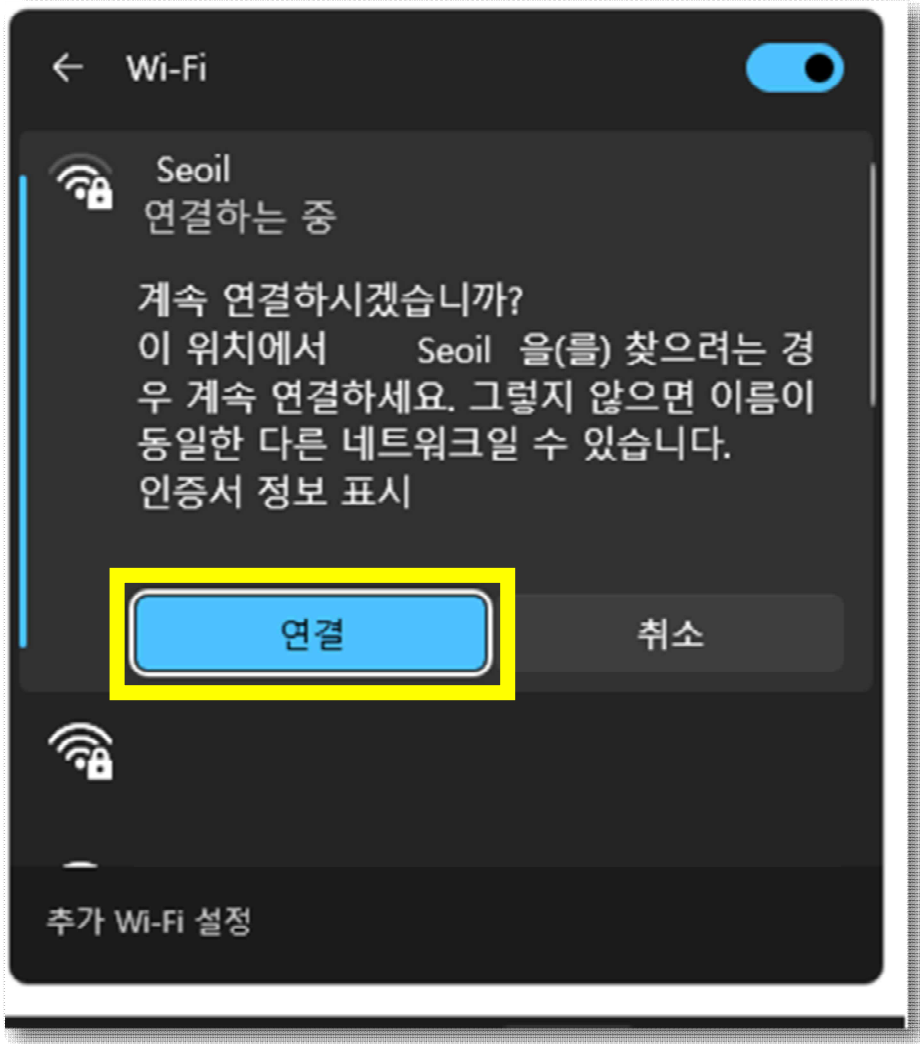 Wi-Fi
Seoil
연결하는 중
계속 연결하시겠습니까?
이 위치에서 Seoil 을(를) 찾으려는 경
우 계속 연결하세요. 그렇지 않으면 이름이
동일한 다른 네트워크일 수 있습니다.
인증서 정보 표시
연결 취소
추가 Wi-Fi 설정